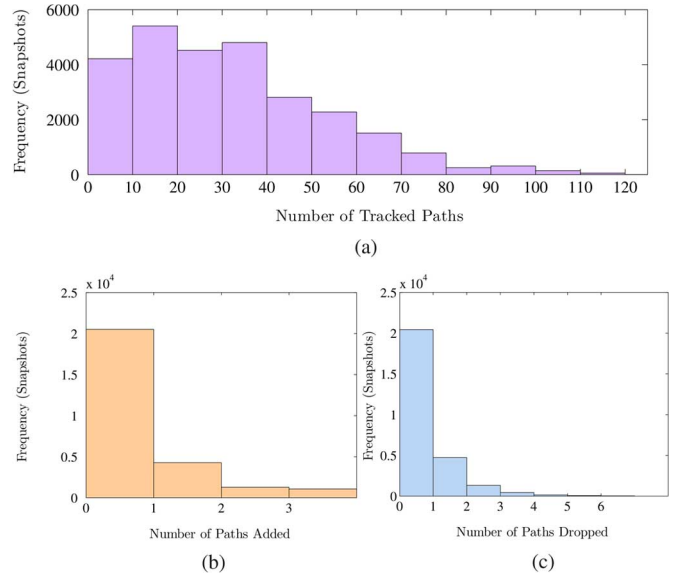 6000
4000
2000
0
Frequency (Snapshots)
0 10 20 30 40 50 60 70 80 90 100 110 120
Number of Tracked Paths
(a)
x 10^4
2.5
2
1.5
1
0.5
0
Frequency (Snapshots)
0 1 2 3
Number of Paths Added
(b)
x 10^4
2.5
2
1.5
1
0.5
0
Frequency (Snapshots)
0 1 2 3 4 5 6
Number of Paths Dropped
(c)